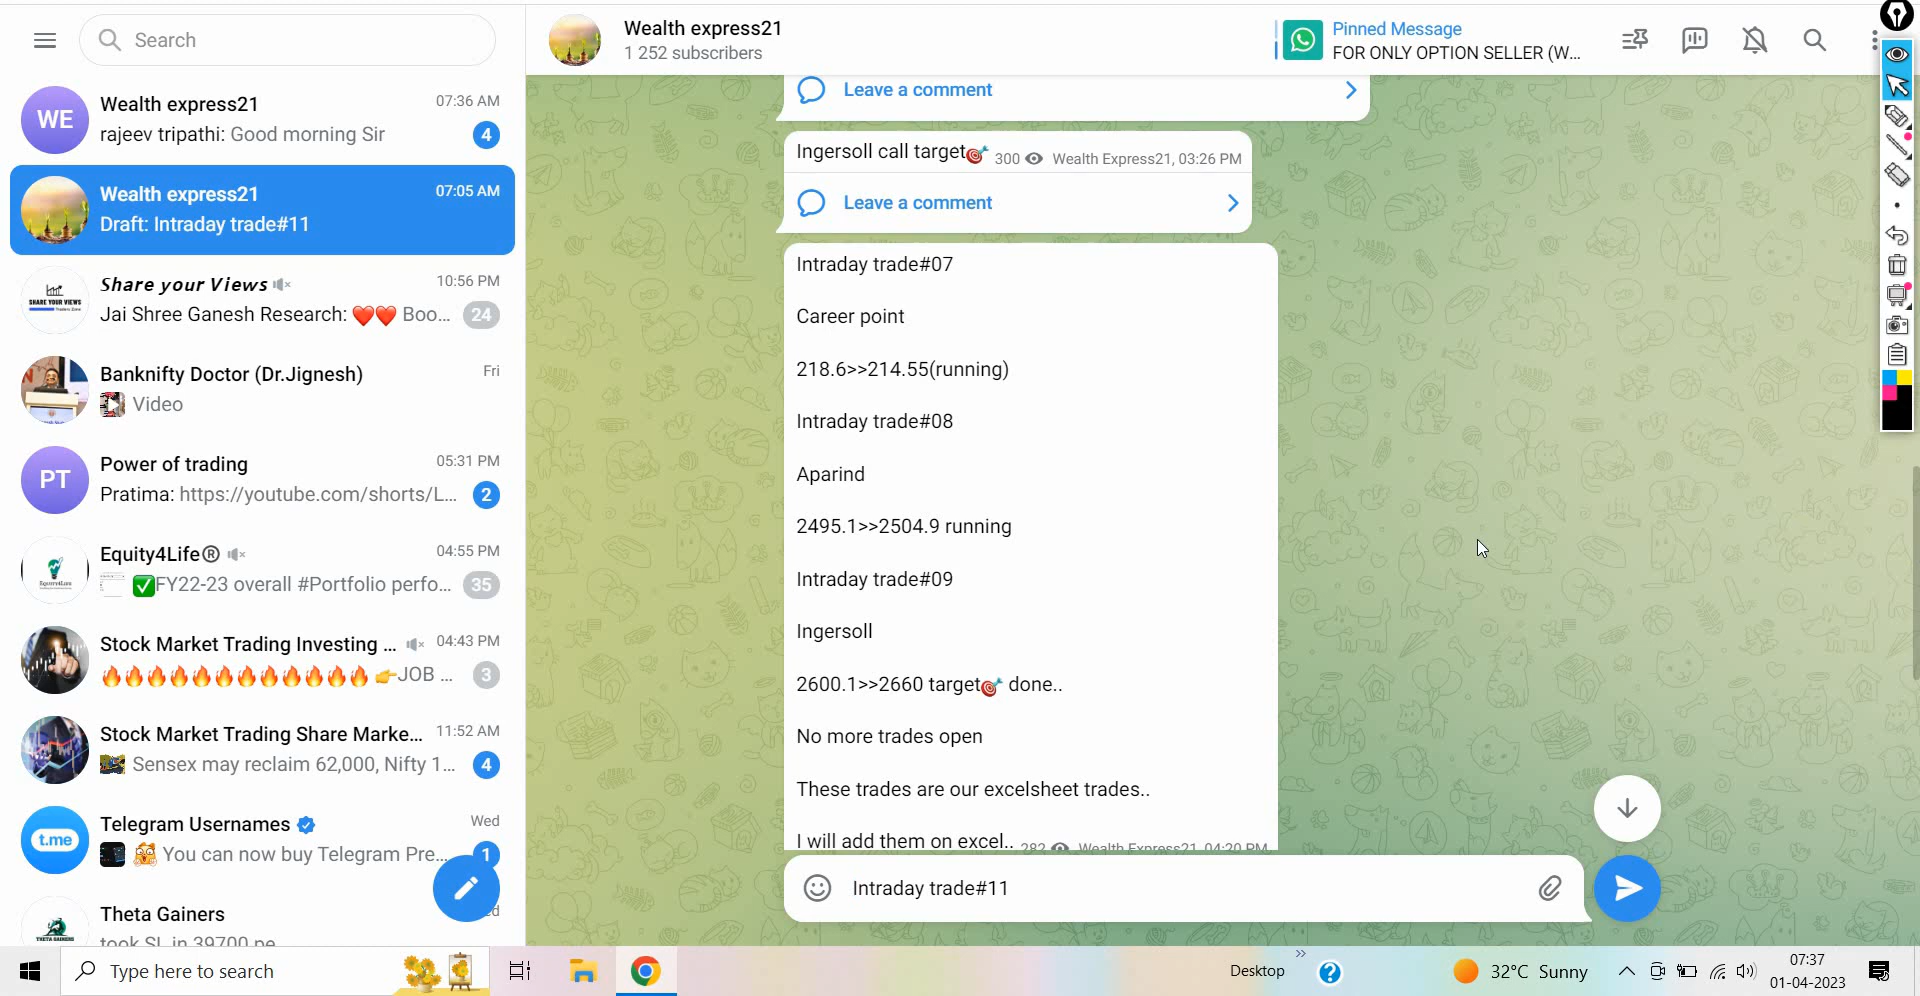 Search
WE
Wealth express21
07:36 AM
rajeev tripathi: Good morning Sir
4
Wealth express21
07:05 AM
Draft: Intraday trade#11
Share your Views
10:56 PM
SHARE YOUR VIEWS
Jai Shree Ganesh Research: ❤️❤️ Boo...
24
Banknifty Doctor (Dr.Jignesh)
Fri
Video
PT
Power of trading
05:31 PM
Pratima: https://youtube.com/shorts/L...
2
Equity4Life®
04:55 PM
✅FY22-23 overall #Portfolio perfo...
35
Stock Market Trading Investing ...
04:43 PM
🔥🔥🔥🔥🔥🔥🔥🔥🔥🔥🔥🔥 👉JOB ...
3
Stock Market Trading Share Marke...
11:52 AM
Sensex may reclaim 62,000, Nifty 1...
4
t.me
Telegram Usernames
Wed
You can now buy Telegram Pre...
1
Theta Gainers
THETA GAINERS
took SL in 39700 pe
Wealth express21
1 252 subscribers
Pinned Message
FOR ONLY OPTION SELLER (W...
Leave a comment
Ingersoll call target🎯 300 Wealth Express21, 03:26 PM
Leave a comment
Intraday trade#07
Career point
218.6>>214.55(running)
Intraday trade#08
Aparind
2495.1>>2504.9 running
Intraday trade#09
Ingersoll
2600.1>>2660 target🎯 done..
No more trades open
These trades are our excelsheet trades..
I will add them on excel.. 282 Wealth Express21, 04:20 PM
Intraday trade#11
Type here to search
Desktop
32°C Sunny
07:37
01-04-2023